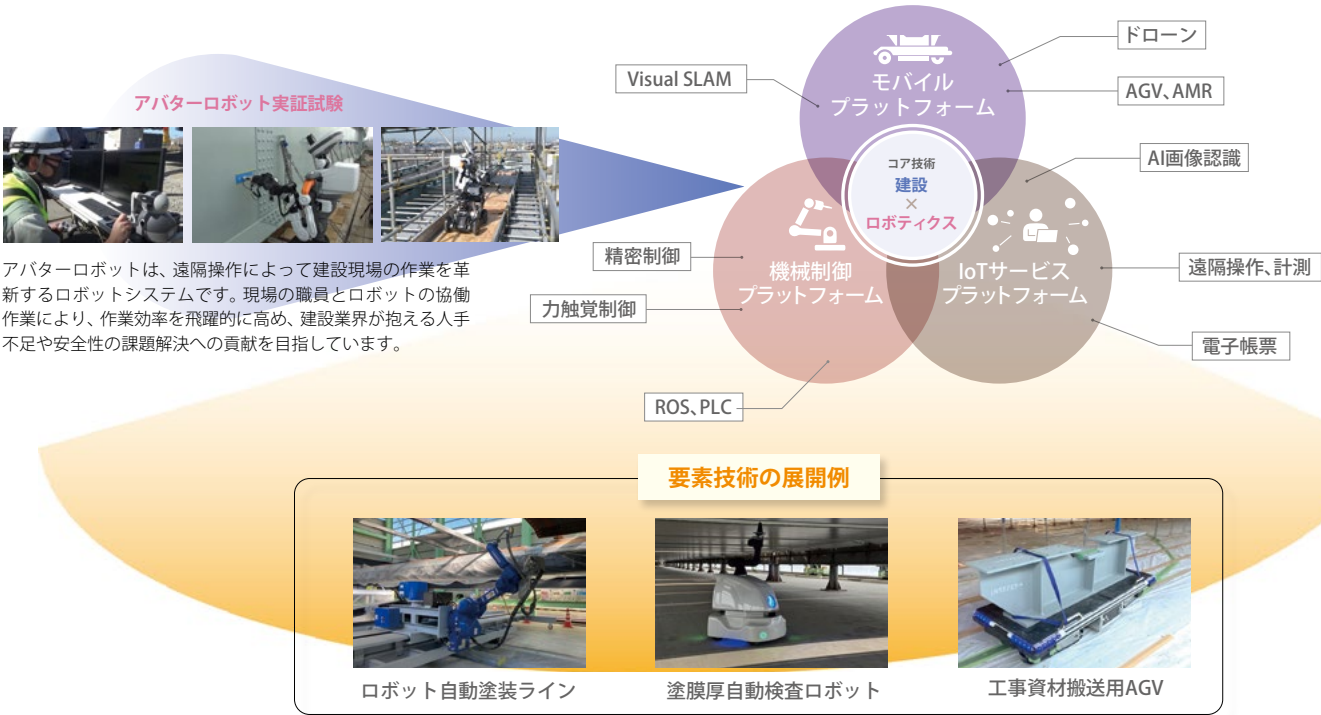 アバターロボット実証試験
アバターロボットは、遠隔操作によって建設現場の作業を革
新するロボットシステムです。現場の職員とロボットの協働
作業により、作業効率を飛躍的に高め、建設業界が抱える人手
不足や安全性の課題解決への貢献を目指しています。
Visual SLAM
ドローン
AGV、AMR
モバイル
プラットフォーム
AI画像認識
コア技術
建設
×
ロボティクス
精密制御
力触覚制御
機械制御
プラットフォーム
IoTサービス
プラットフォーム
遠隔操作、計測
電子帳票
ROS、PLC
要素技術の展開例
ロボット自動塗装ライン
塗膜厚自動検査ロボット
工事資材搬送用AGV